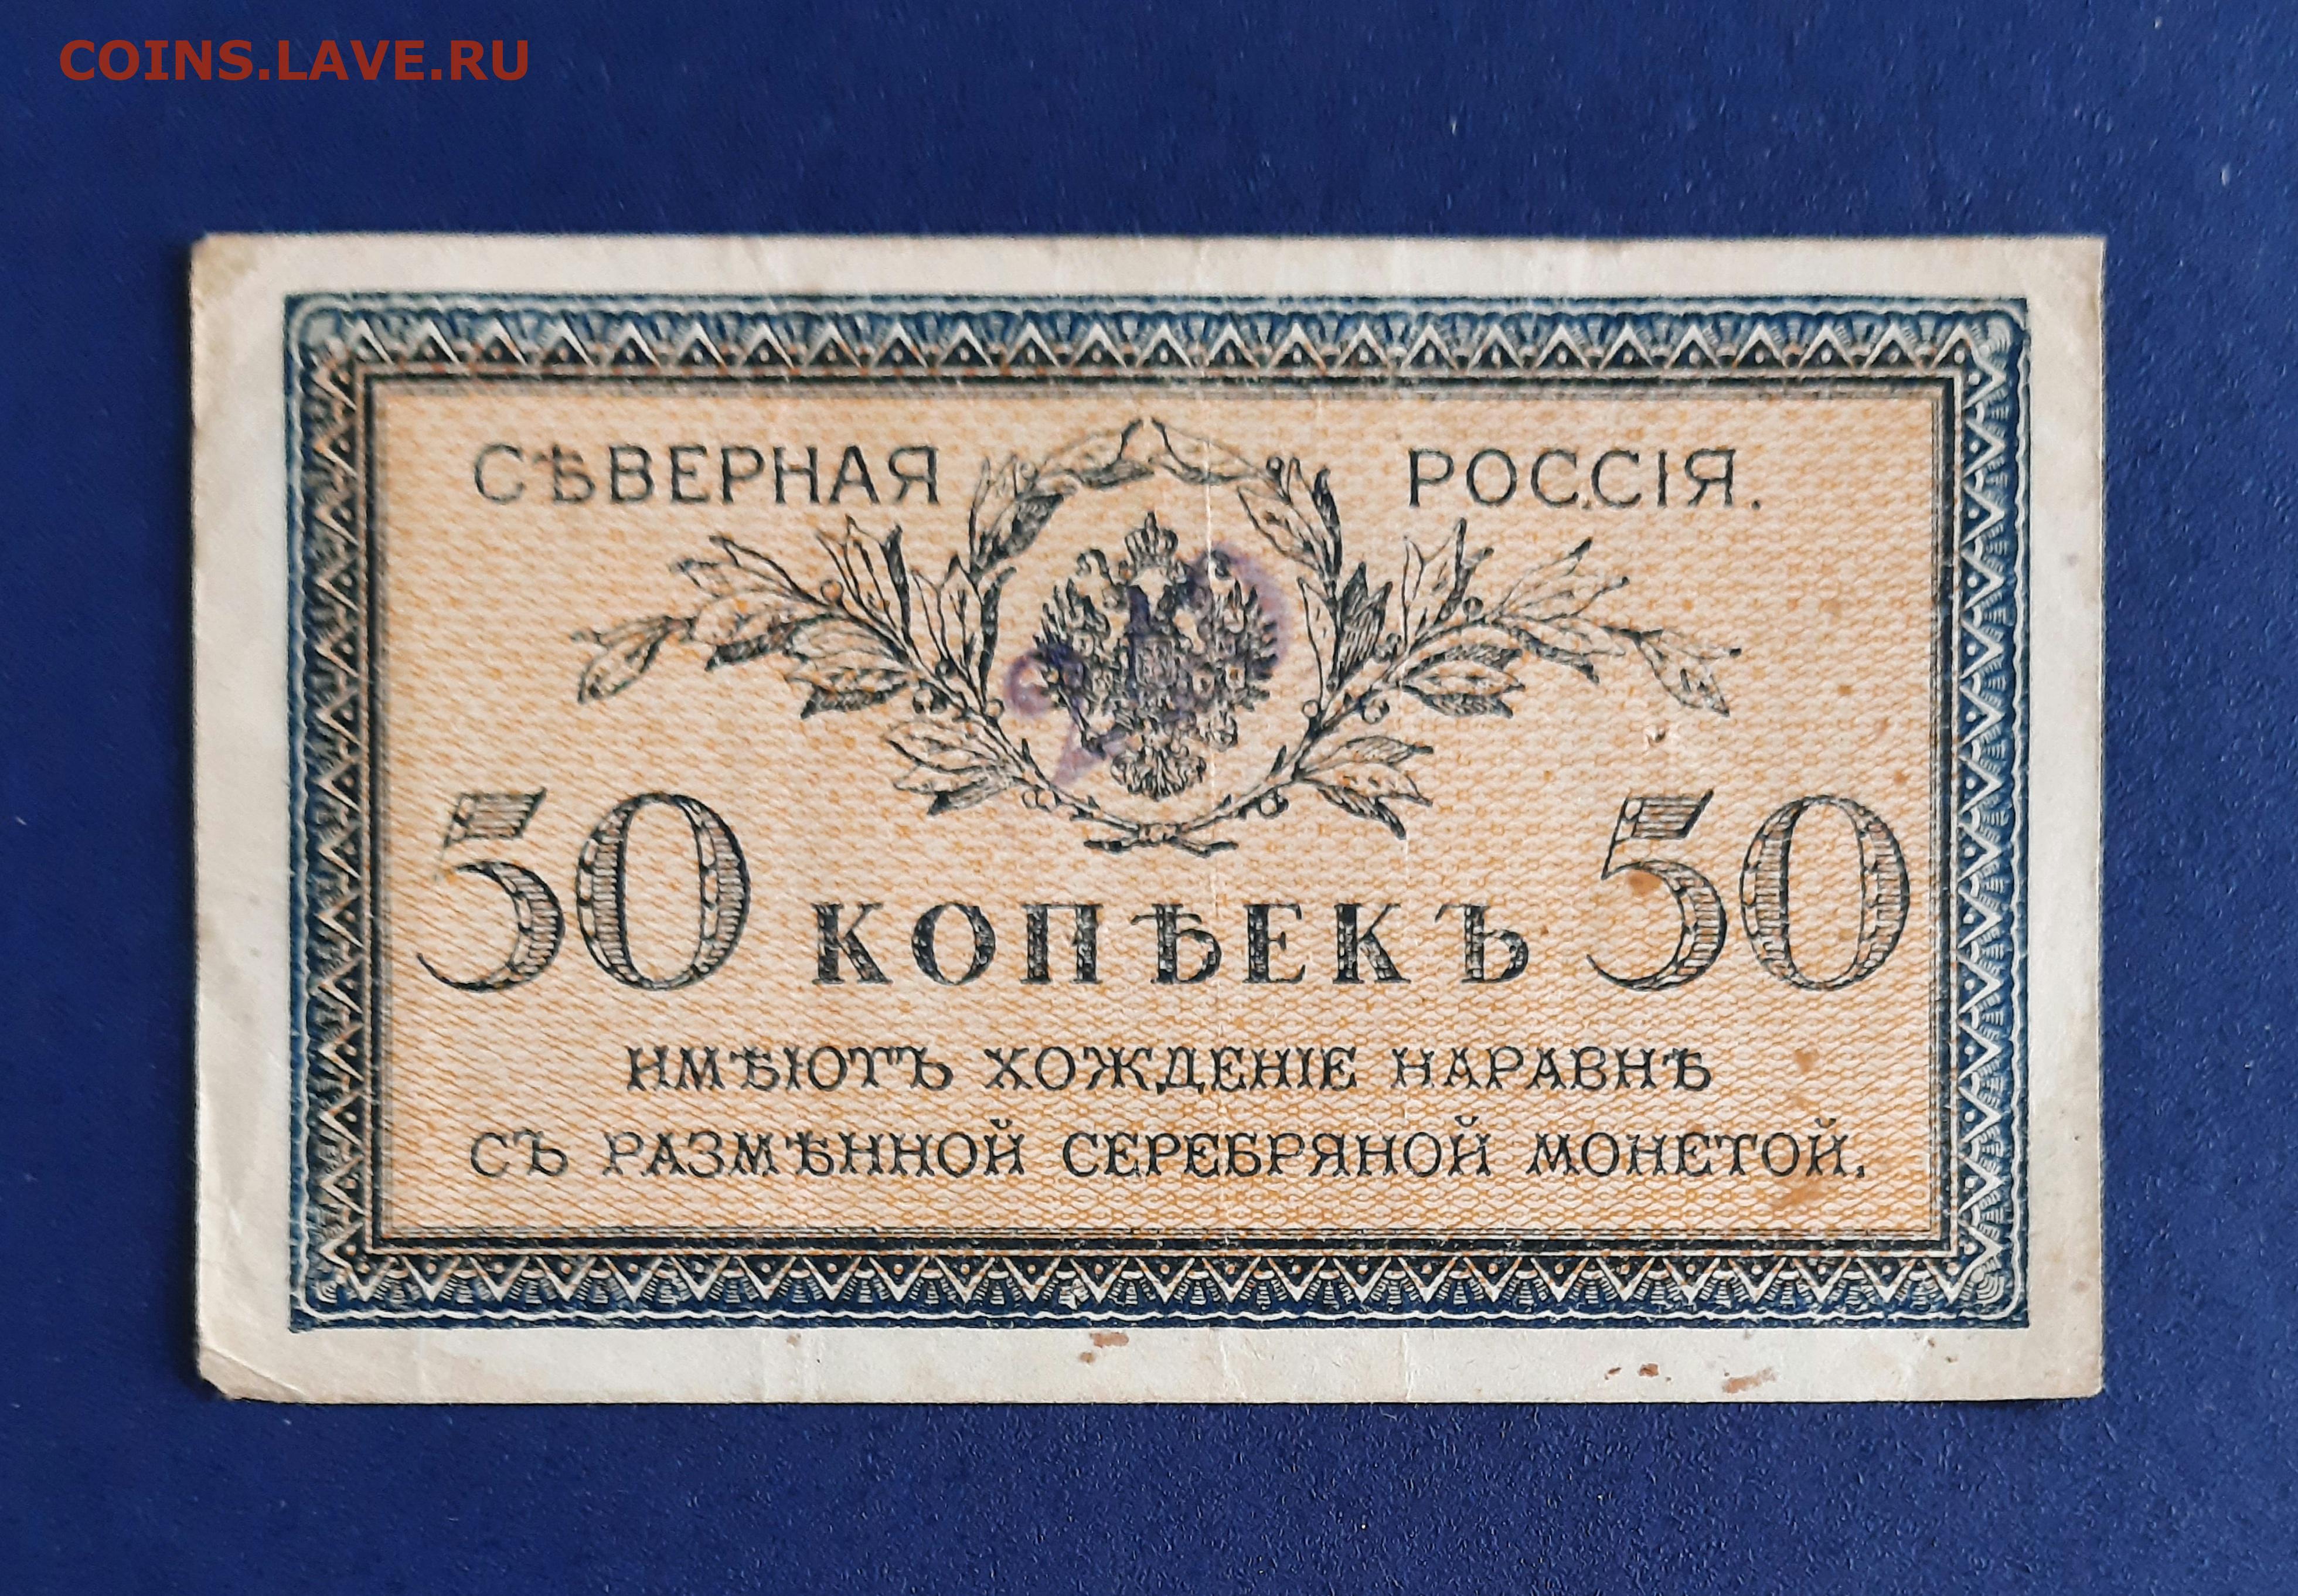 COINS.LAVE.RU
СѢВЕРНАЯ РОССІЯ.
50 КОПѢЕКЪ 50
ИМѢЮТЪ ХОЖДЕНІЕ НАРАВНѢ
СЪ РАЗМѢННОЙ СЕРЕБРЯНОЙ МОНЕТОЙ.